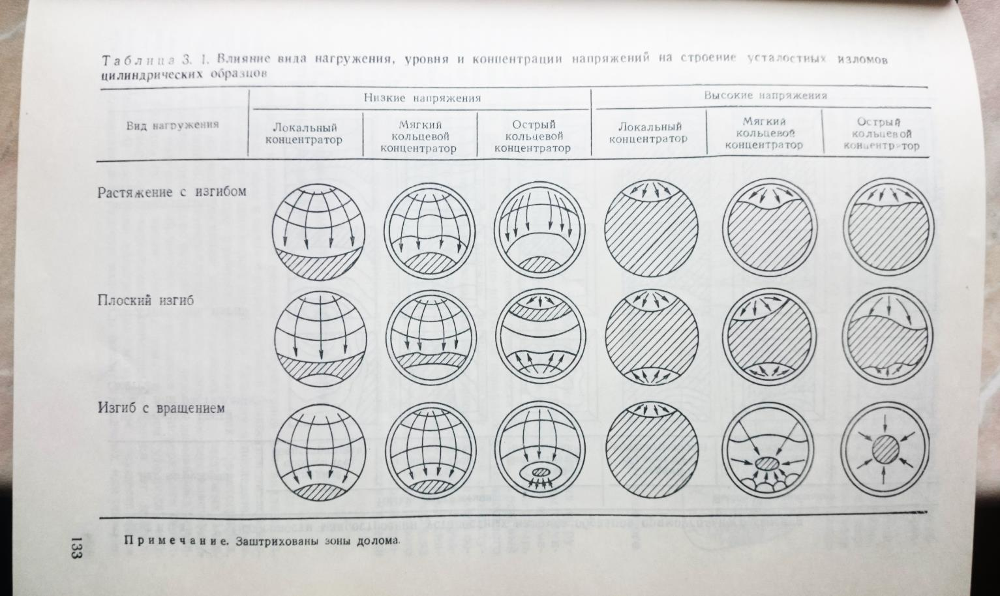 Таблица 3. 1. Влияние вида нагружения, уровня и концентрации напряжений на строение усталостных изломов
цилиндрических образцов
Вид нагружения
Низкие напряжения
Высокие напряжения
Локальный
концентратор
Мягкий
кольцевой
концентратор
Острый
кольцевой
концентратор
Локальный
концентратор
Мягкий
кольцевой
концентратор
Острый
кольцевой
концентратор
Растяжение с изгибом
Плоский изгиб
Изгиб с вращением
Примечание. Заштрихованы зоны долома.
133